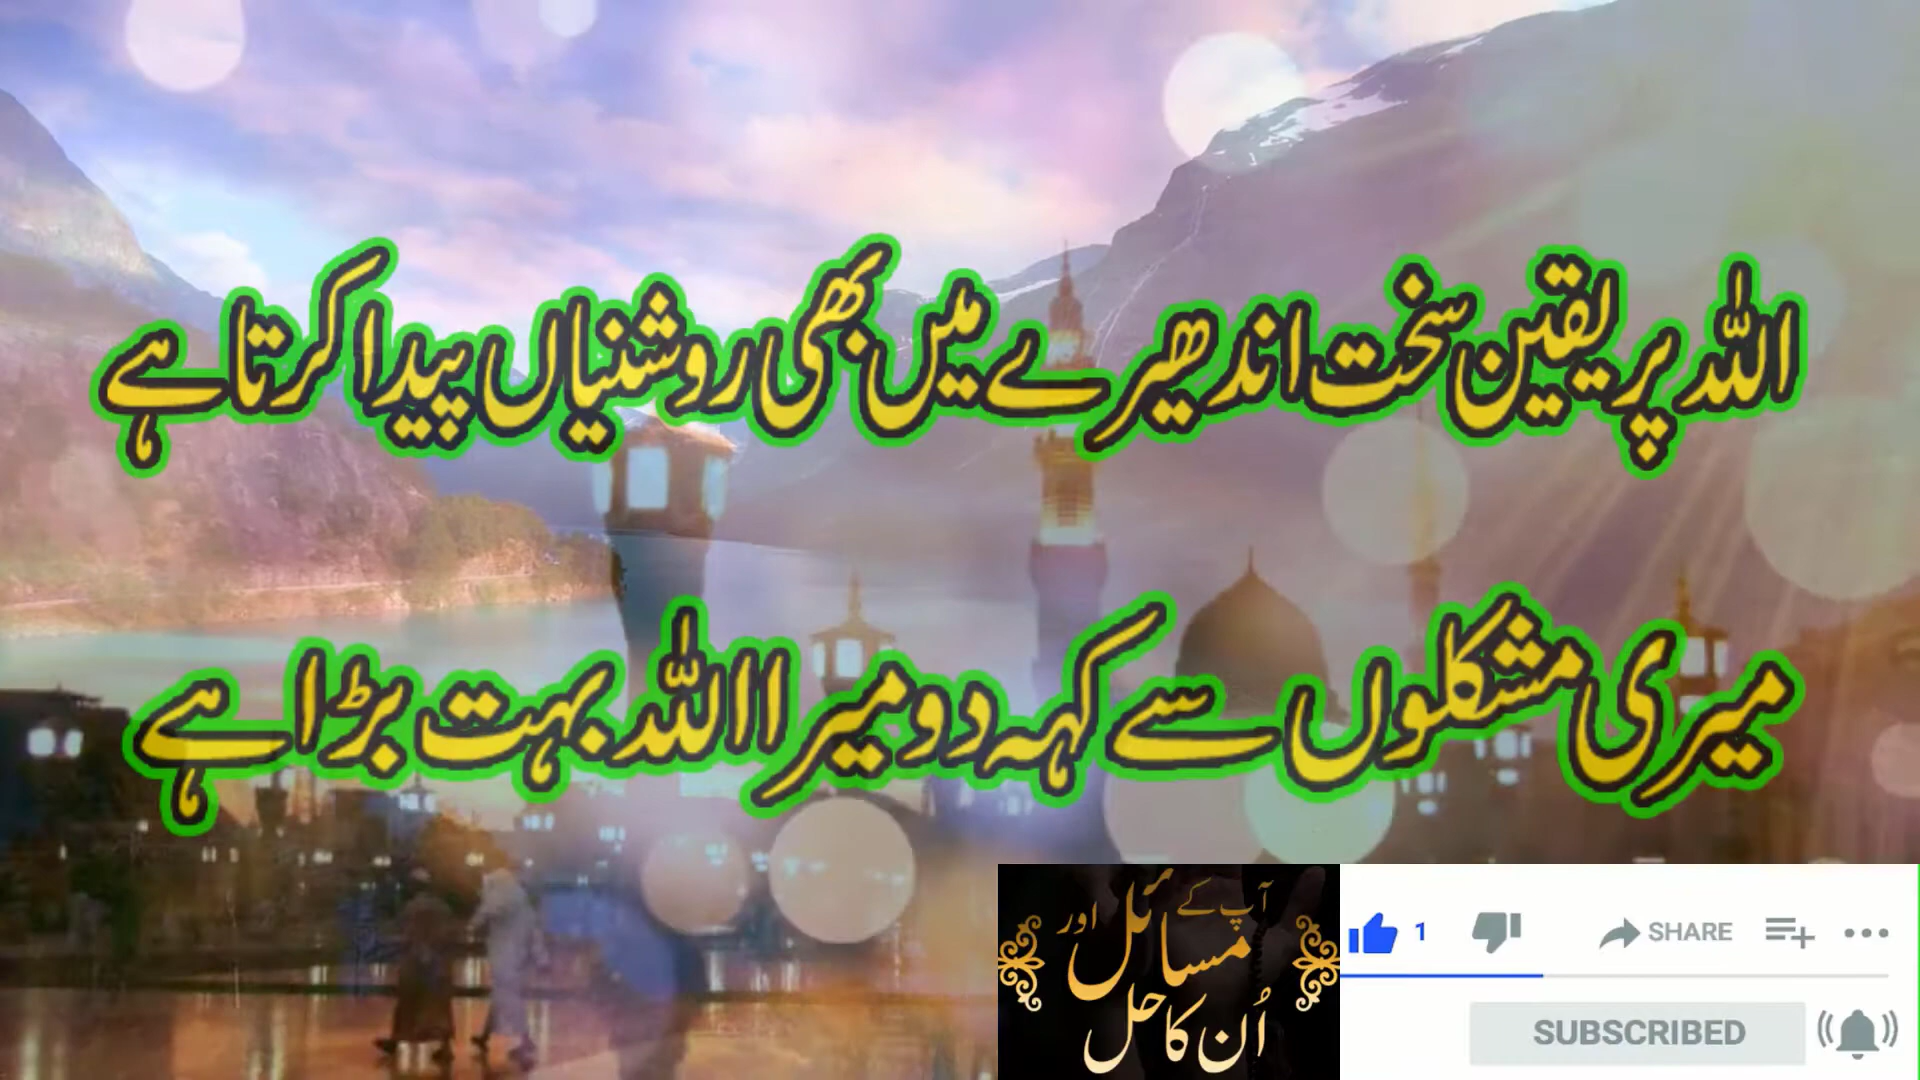 اللہ پر یقین سخت اندھیرے میں بھی روشنیاں پیدا کرتا ہے
میری مشکلوں سے کہہ دو میرا اللہ بہت بڑا ہے
آپ کے
مسائل اور
اُن کا حل
1 SHARE
SUBSCRIBED